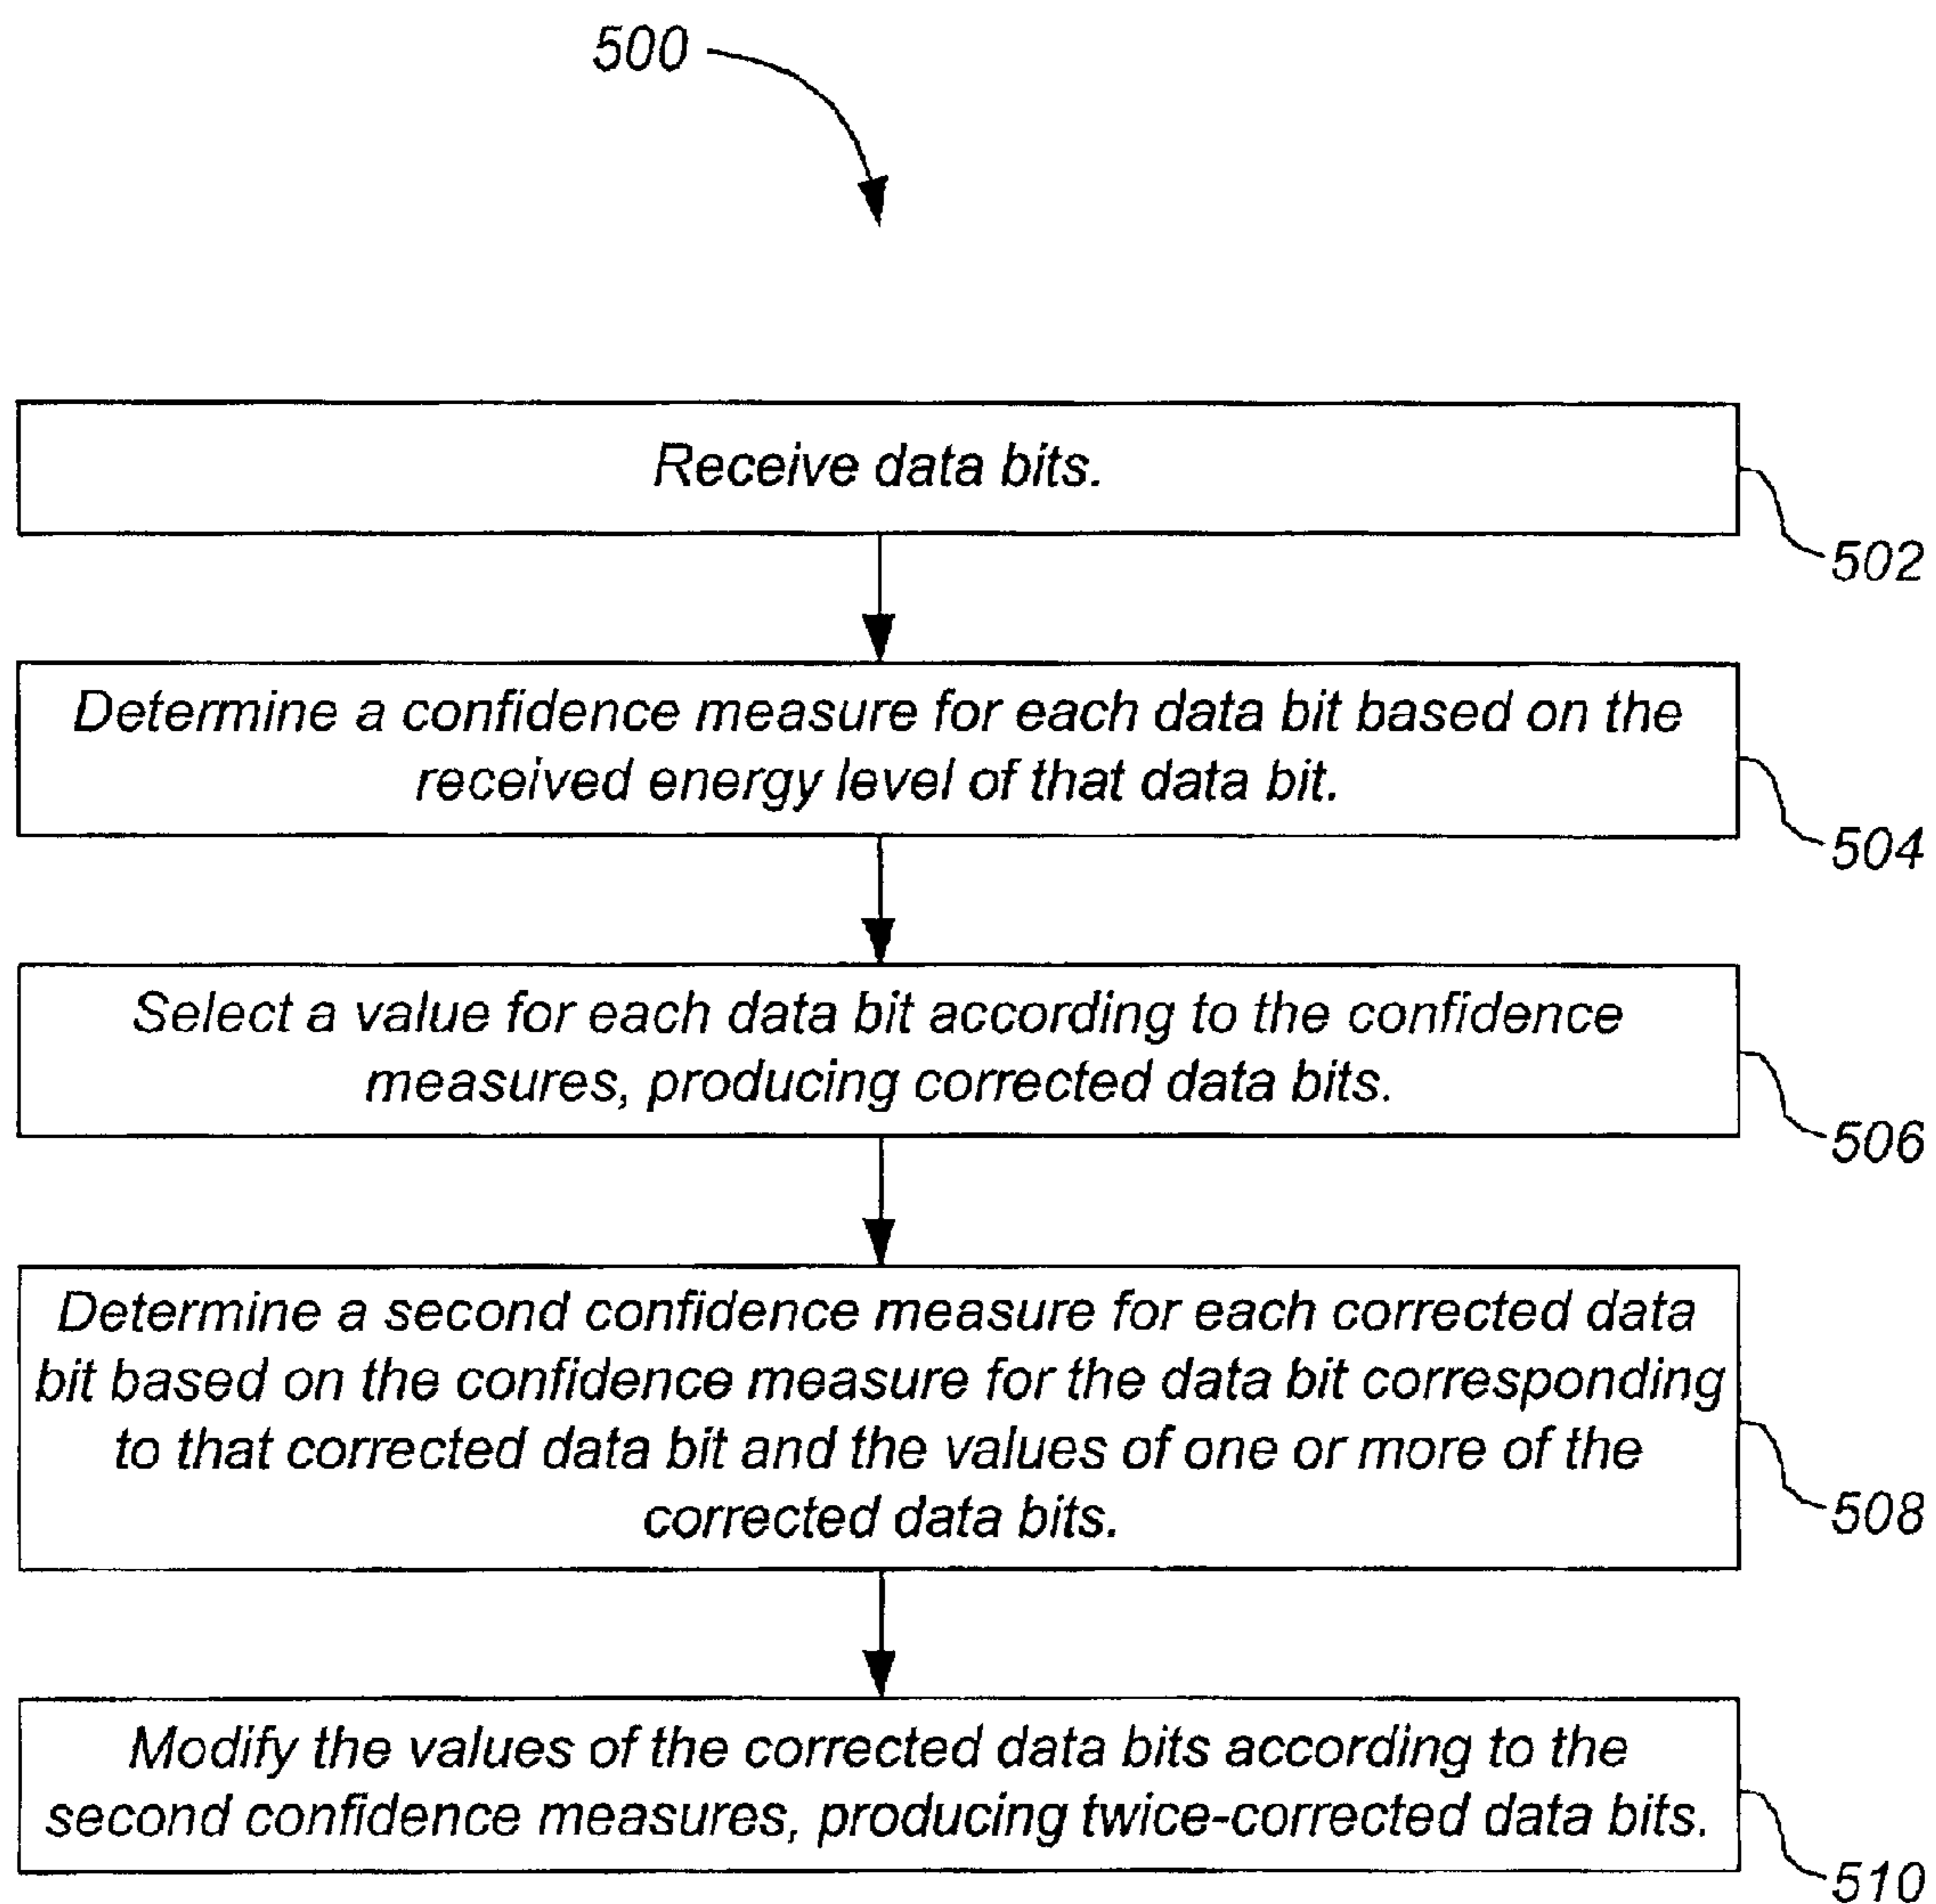 500
Receive data bits.
502
Determine a confidence measure for each data bit based on the
received energy level of that data bit.
504
Select a value for each data bit according to the confidence
measures, producing corrected data bits.
506
Determine a second confidence measure for each corrected data
bit based on the confidence measure for the data bit corresponding
to that corrected data bit and the values of one or more of the
corrected data bits.
508
Modify the values of the corrected data bits according to the
second confidence measures, producing twice-corrected data bits.
510